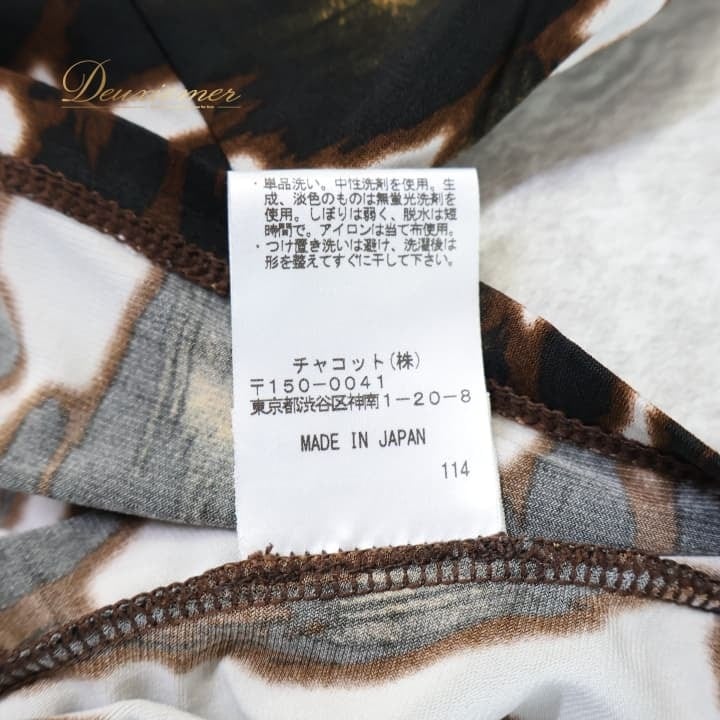 Deuxiemer
・単品洗い。中性洗剤を使用。生
成、淡色のものは無蛍光洗剤を
使用。しぼりは弱く、脱水は短
時間で。アイロンは当て布使用。
・つけ置き洗いは避け、洗濯後は
形を整えてすぐに干して下さい。
チャコット(株)
〒150-0041
東京都渋谷区神南1-20-8
MADE IN JAPAN
114